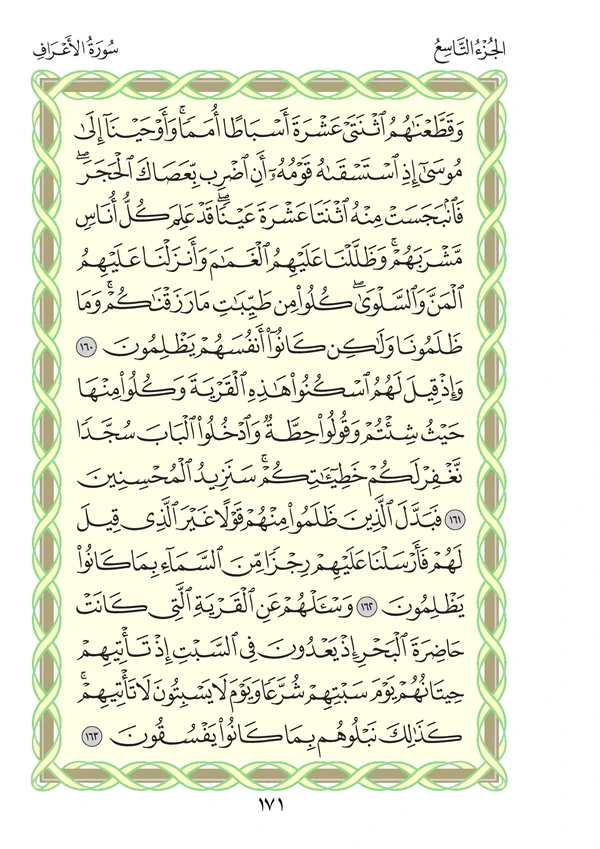 الجُزْءُ التَّاسِعُ
سُورَةُ الأَعْرَافِ
وَقَطَّعْنَٰهُمُ ٱثْنَتَىْ عَشْرَةَ أَسْبَاطًا أُمَمًا ۚ وَأَوْحَيْنَآ إِلَىٰ
مُوسَىٰٓ إِذِ ٱسْتَسْقَىٰهُ قَوْمُهُۥٓ أَنِ ٱضْرِب بِّعَصَاكَ ٱلْحَجَرَ ۖ
فَٱنۢبَجَسَتْ مِنْهُ ٱثْنَتَا عَشْرَةَ عَيْنًا ۖ قَدْ عَلِمَ كُلُّ أُنَاسٍ
مَّشْرَبَهُمْ ۚ وَظَلَّلْنَا عَلَيْهِمُ ٱلْغَمَٰمَ وَأَنزَلْنَا عَلَيْهِمُ
ٱلْمَنَّ وَٱلسَّلْوَىٰ ۖ كُلُوا۟ مِن طَيِّبَٰتِ مَا رَزَقْنَٰكُمْ ۚ وَمَا
ظَلَمُونَا وَلَٰكِن كَانُوٓا۟ أَنفُسَهُمْ يَظْلِمُونَ ١٦٠
وَإِذْ قِيلَ لَهُمُ ٱسْكُنُوا۟ هَٰذِهِ ٱلْقَرْيَةَ وَكُلُوا۟ مِنْهَا
حَيْثُ شِئْتُمْ وَقُولُوا۟ حِطَّةٌ وَٱدْخُلُوا۟ ٱلْبَابَ سُجَّدًا
نَّغْفِرْ لَكُمْ خَطِيٓـَٰٔتِكُمْ ۚ سَنَزِيدُ ٱلْمُحْسِنِينَ
١٦١ فَبَدَّلَ ٱلَّذِينَ ظَلَمُوا۟ مِنْهُمْ قَوْلًا غَيْرَ ٱلَّذِى قِيلَ
لَهُمْ فَأَرْسَلْنَا عَلَيْهِمْ رِجْزًا مِّنَ ٱلسَّمَآءِ بِمَا كَانُوا۟
يَظْلِمُونَ ١٦٢ وَسْـَٔلْهُمْ عَنِ ٱلْقَرْيَةِ ٱلَّتِى كَانَتْ
حَاضِرَةَ ٱلْبَحْرِ إِذْ يَعْدُونَ فِى ٱلسَّبْتِ إِذْ تَأْتِيهِمْ
حِيتَانُهُمْ يَوْمَ سَبْتِهِمْ شُرَّعًا وَيَوْمَ لَا يَسْبِتُونَ ۙ لَا تَأْتِيهِمْ ۚ
كَذَٰلِكَ نَبْلُوهُم بِمَا كَانُوا۟ يَفْسُقُونَ ١٦٣
١٧١